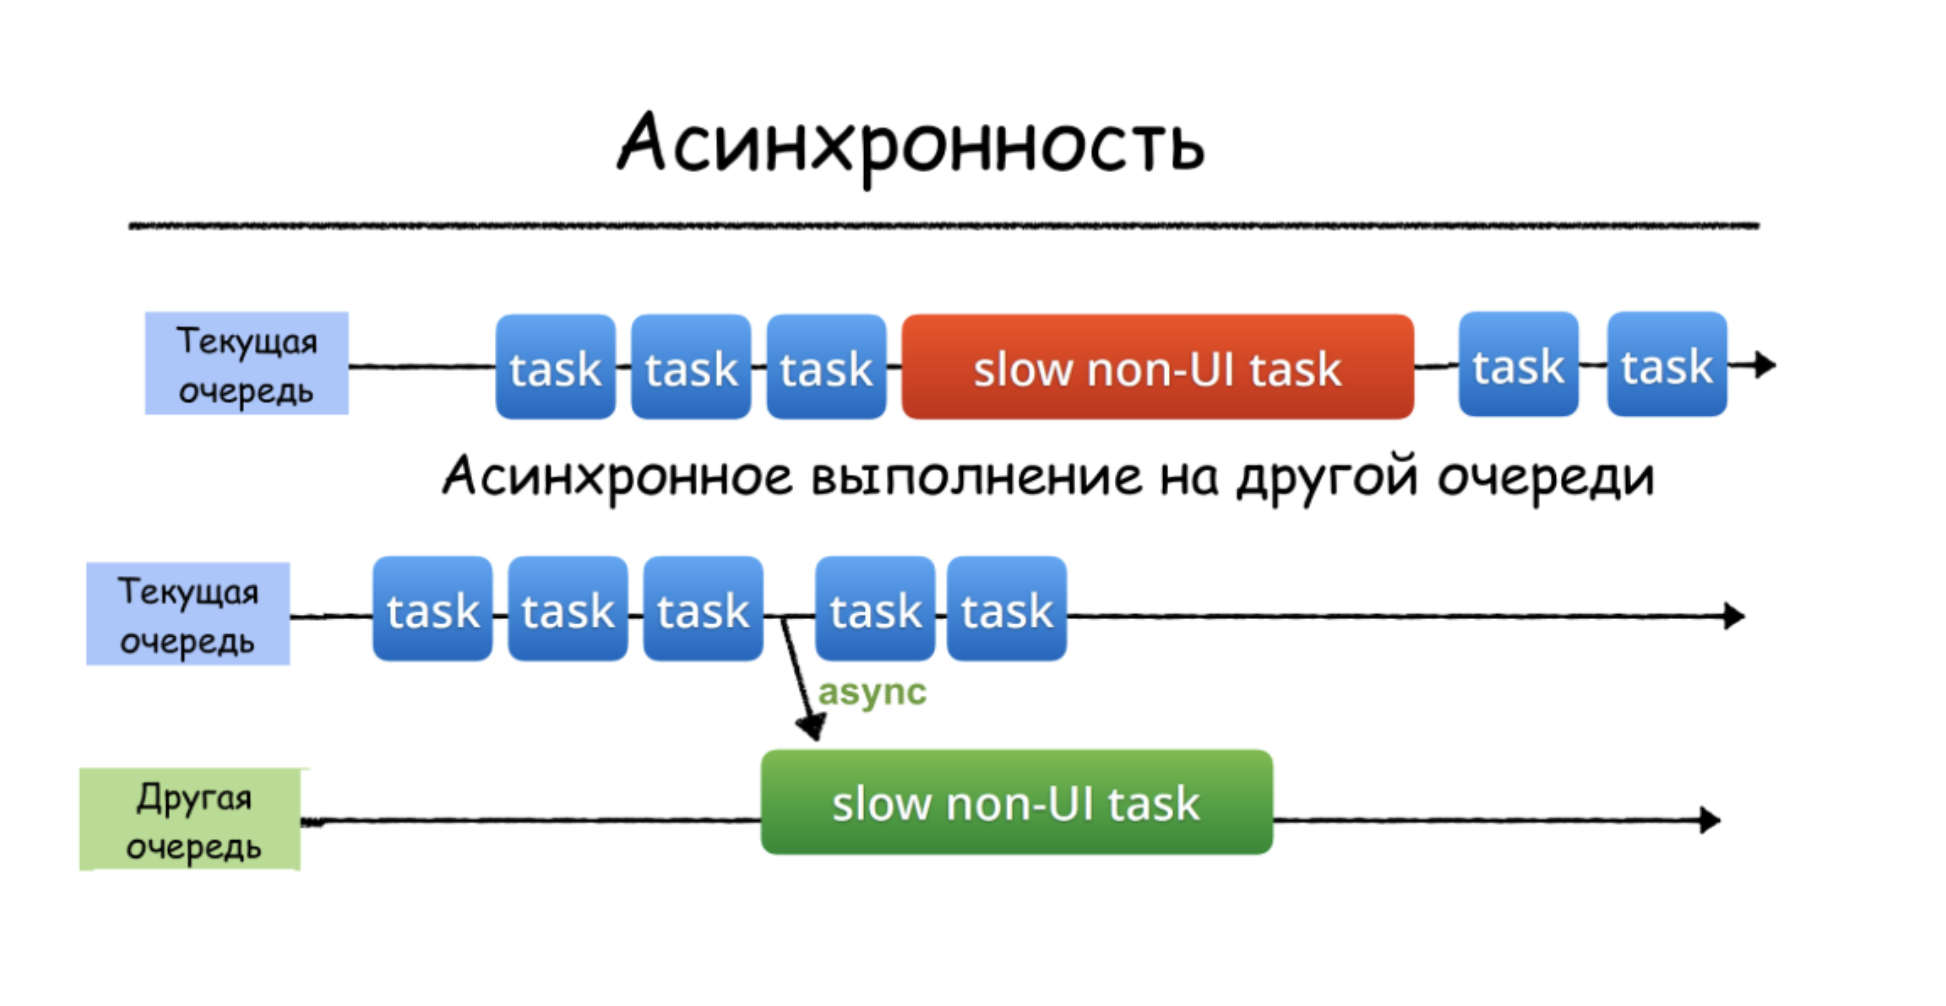 Асинхронность
Текущая
очередь
task task task slow non-UI task task task
Асинхронное выполнение на другой очереди
Текущая
очередь
task task task task task
async
Другая
очередь
slow non-UI task